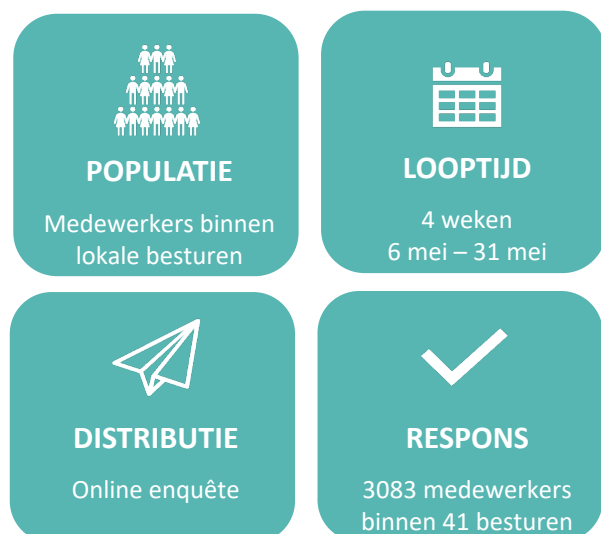 POPULATIE
Medewerkers binnen
lokale besturen
LOOPTIJD
4 weken
6 mei – 31 mei
DISTRIBUTIE
Online enquête
RESPONS
3083 medewerkers
binnen 41 besturen